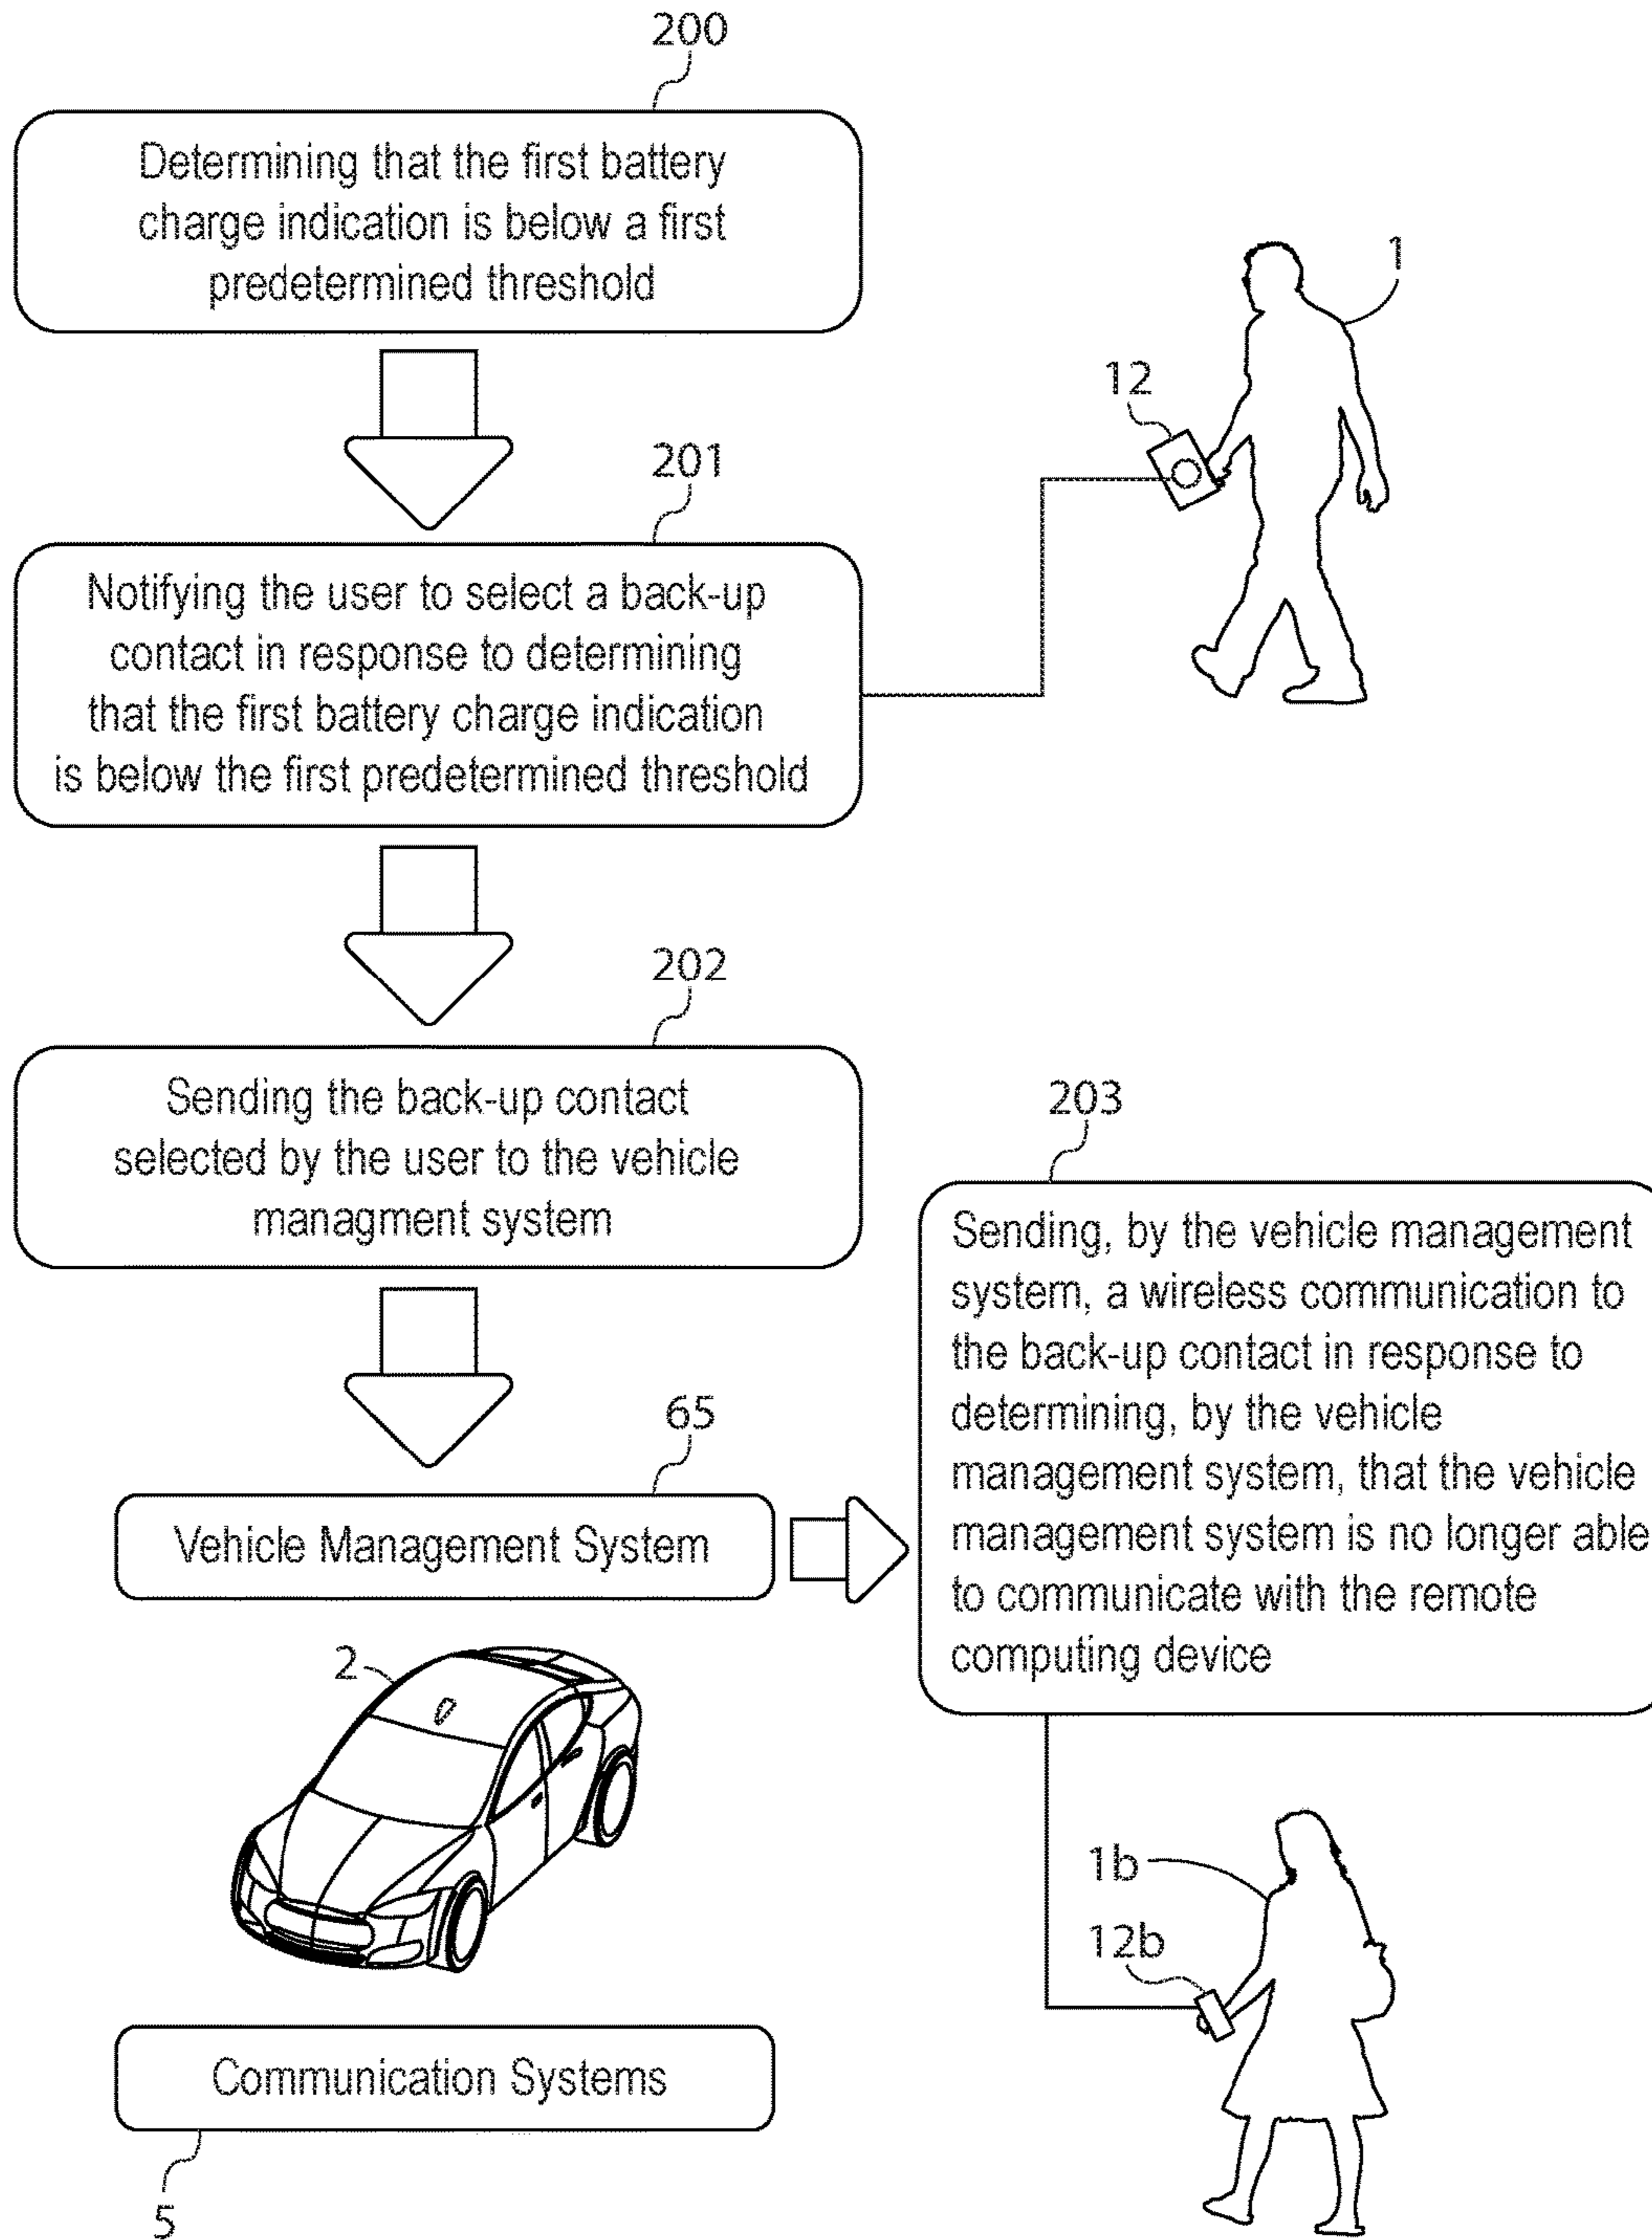 200
Determining that the first battery
charge indication is below a first
predetermined threshold
1
12
201
Notifying the user to select a back-up
contact in response to determining
that the first battery charge indication
is below the first predetermined threshold
202
Sending the back-up contact
selected by the user to the vehicle
managment system
203
Sending, by the vehicle management
system, a wireless communication to
the back-up contact in response to
determining, by the vehicle
management system, that the vehicle
management system is no longer able
to communicate with the remote
computing device
65
Vehicle Management System
2
1b
12b
Communication Systems
5